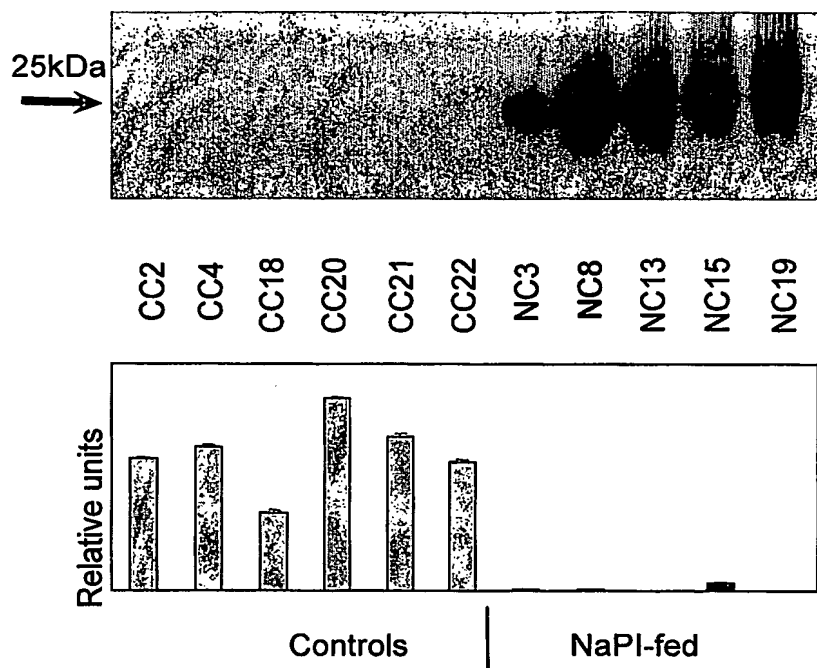 25kDa
CC2
CC4
CC18
CC20
CC21
CC22
NC3
NC8
NC13
NC15
NC19
Relative units
Controls
NaPI-fed